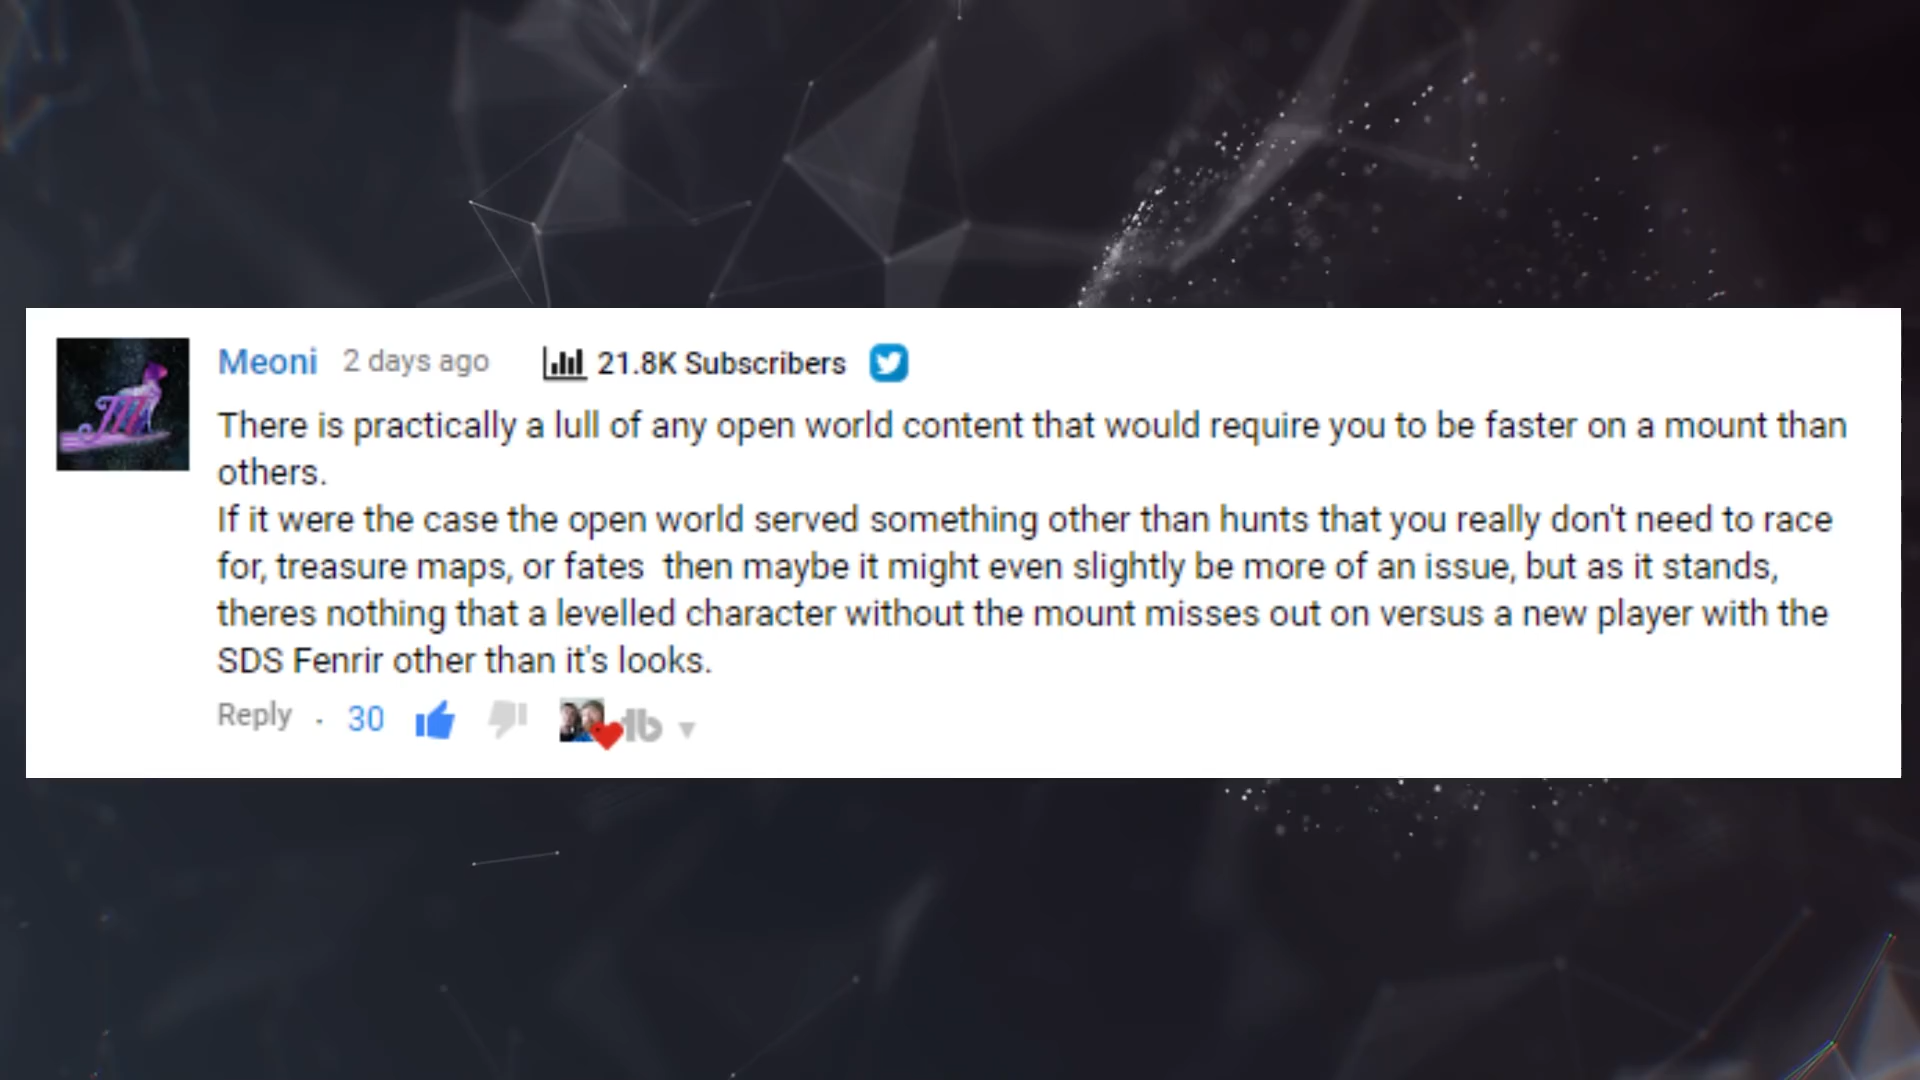 Meoni 2 days ago 21.8K Subscribers
There is practically a lull of any open world content that would require you to be faster on a mount than
others.
If it were the case the open world served something other than hunts that you really don't need to race
for, treasure maps, or fates  then maybe it might even slightly be more of an issue, but as it stands,
theres nothing that a levelled character without the mount misses out on versus a new player with the
SDS Fenrir other than it's looks.
Reply · 30 tb